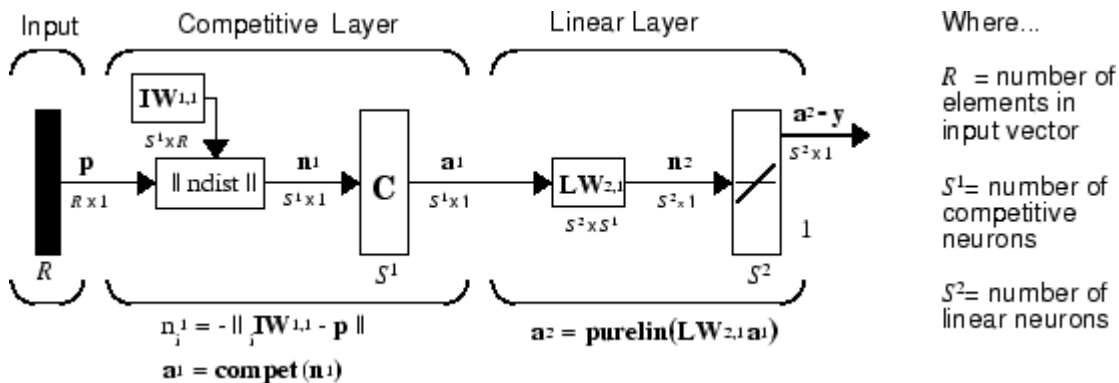 Input
Competitive Layer
Linear Layer
Where...
IW1,1
S¹xR
p
Rx1
|| ndist ||
n1
S¹x1
C
a1
S¹x1
LW2,1
S²xS¹
n2
S²x1
a² = y
S²x1
1
R
S¹
S²
nᵢ¹ = - || ᵢIW1,1 - p ||
a¹ = compet (n1)
a² = purelin(LW2,1 a1)
R = number of
elements in
input vector
S¹= number of
competitive
neurons
S²= number of
linear neurons